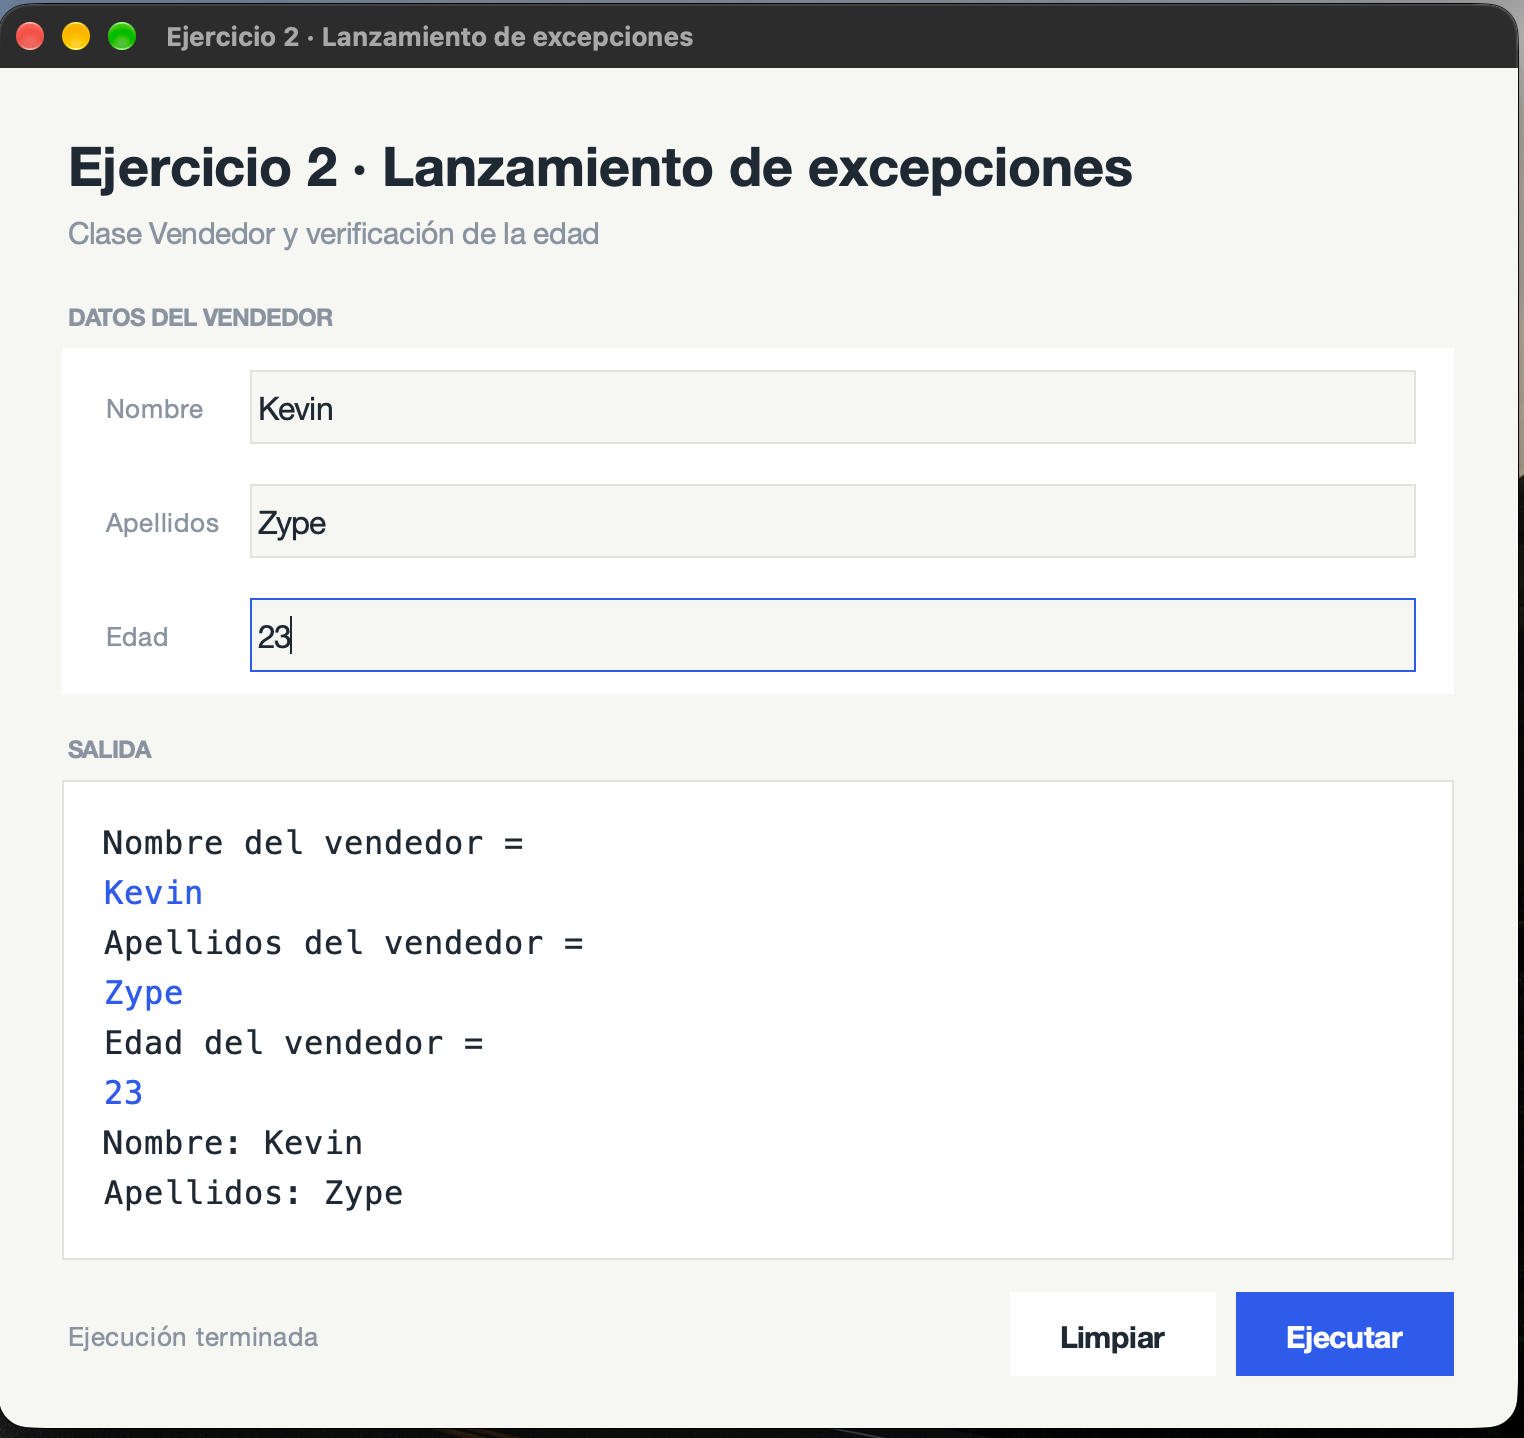 Ejercicio 2 · Lanzamiento de excepciones
Ejercicio 2 · Lanzamiento de excepciones
Clase Vendedor y verificación de la edad
DATOS DEL VENDEDOR
Nombre Kevin
Apellidos Zype
Edad 23
SALIDA
Nombre del vendedor =
Kevin
Apellidos del vendedor =
Zype
Edad del vendedor =
23
Nombre: Kevin
Apellidos: Zype
Ejecución terminada Limpiar Ejecutar